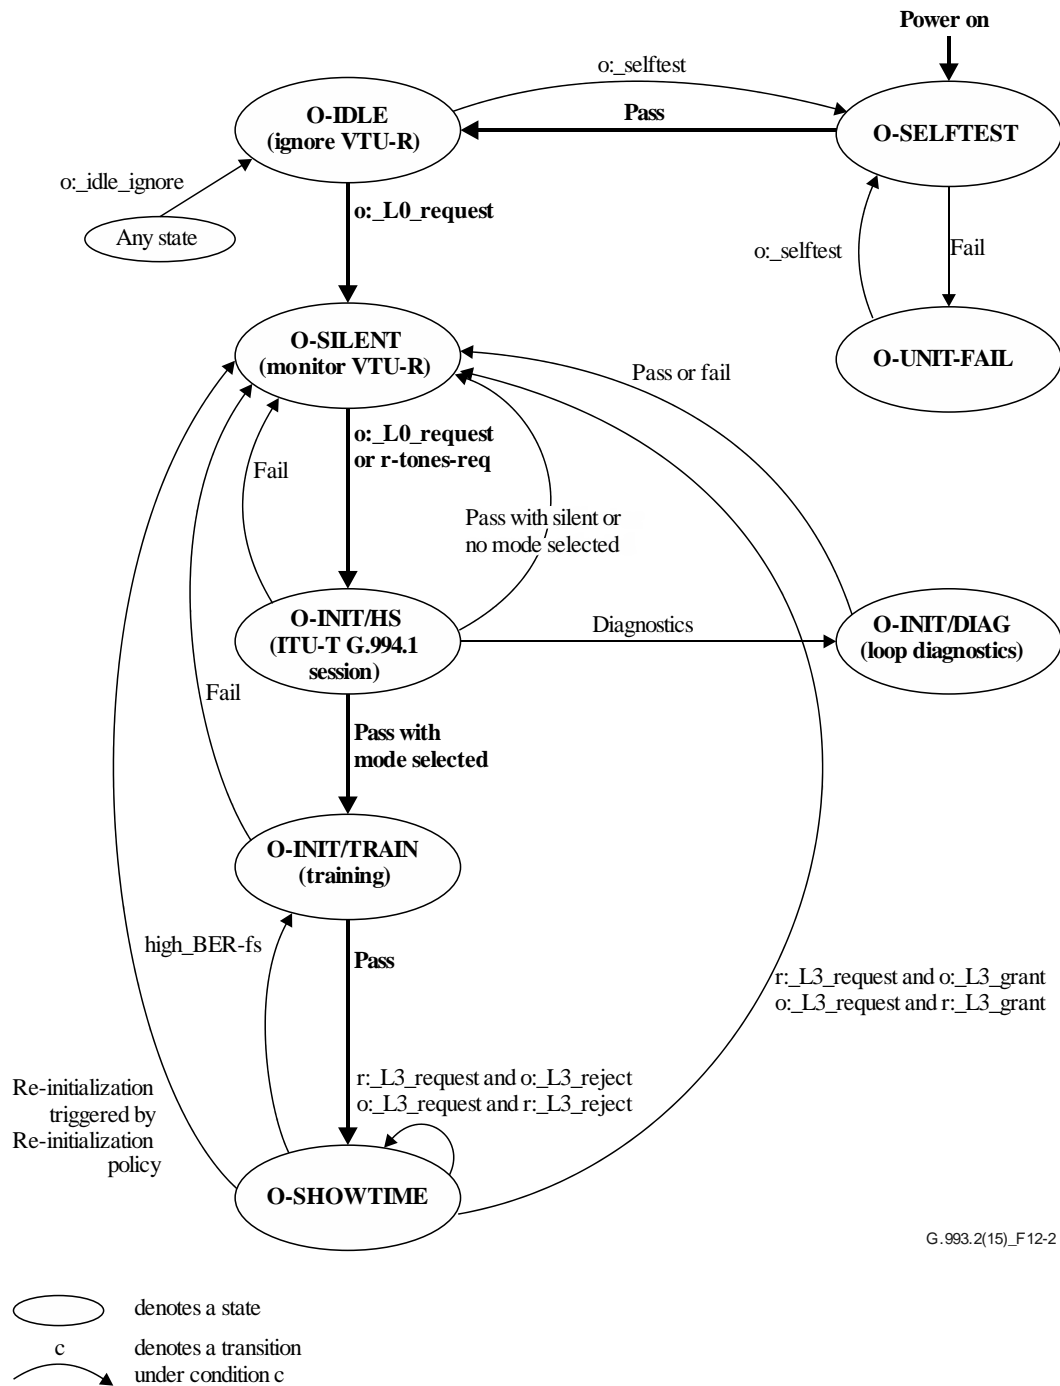 Power on
o:_selftest
O-IDLE
(ignore VTU-R)
Pass
O-SELFTEST
o:_idle_ignore
Any state
o:_L0_request
o:_selftest
Fail
O-SILENT
(monitor VTU-R)
O-UNIT-FAIL
Pass or fail
o:_L0_request
or r-tones-req
Fail
Pass with silent or
no mode selected
O-INIT/HS
(ITU-T G.994.1
session)
Diagnostics
O-INIT/DIAG
(loop diagnostics)
Fail
Pass with
mode selected
O-INIT/TRAIN
(training)
high_BER-fs
Pass
r:_L3_request and o:_L3_grant
o:_L3_request and r:_L3_grant
r:_L3_request and o:_L3_reject
o:_L3_request and r:_L3_reject
Re-initialization
triggered by
Re-initialization
policy
O-SHOWTIME
G.993.2(15)_F12-2
denotes a state
c
denotes a transition
under condition c